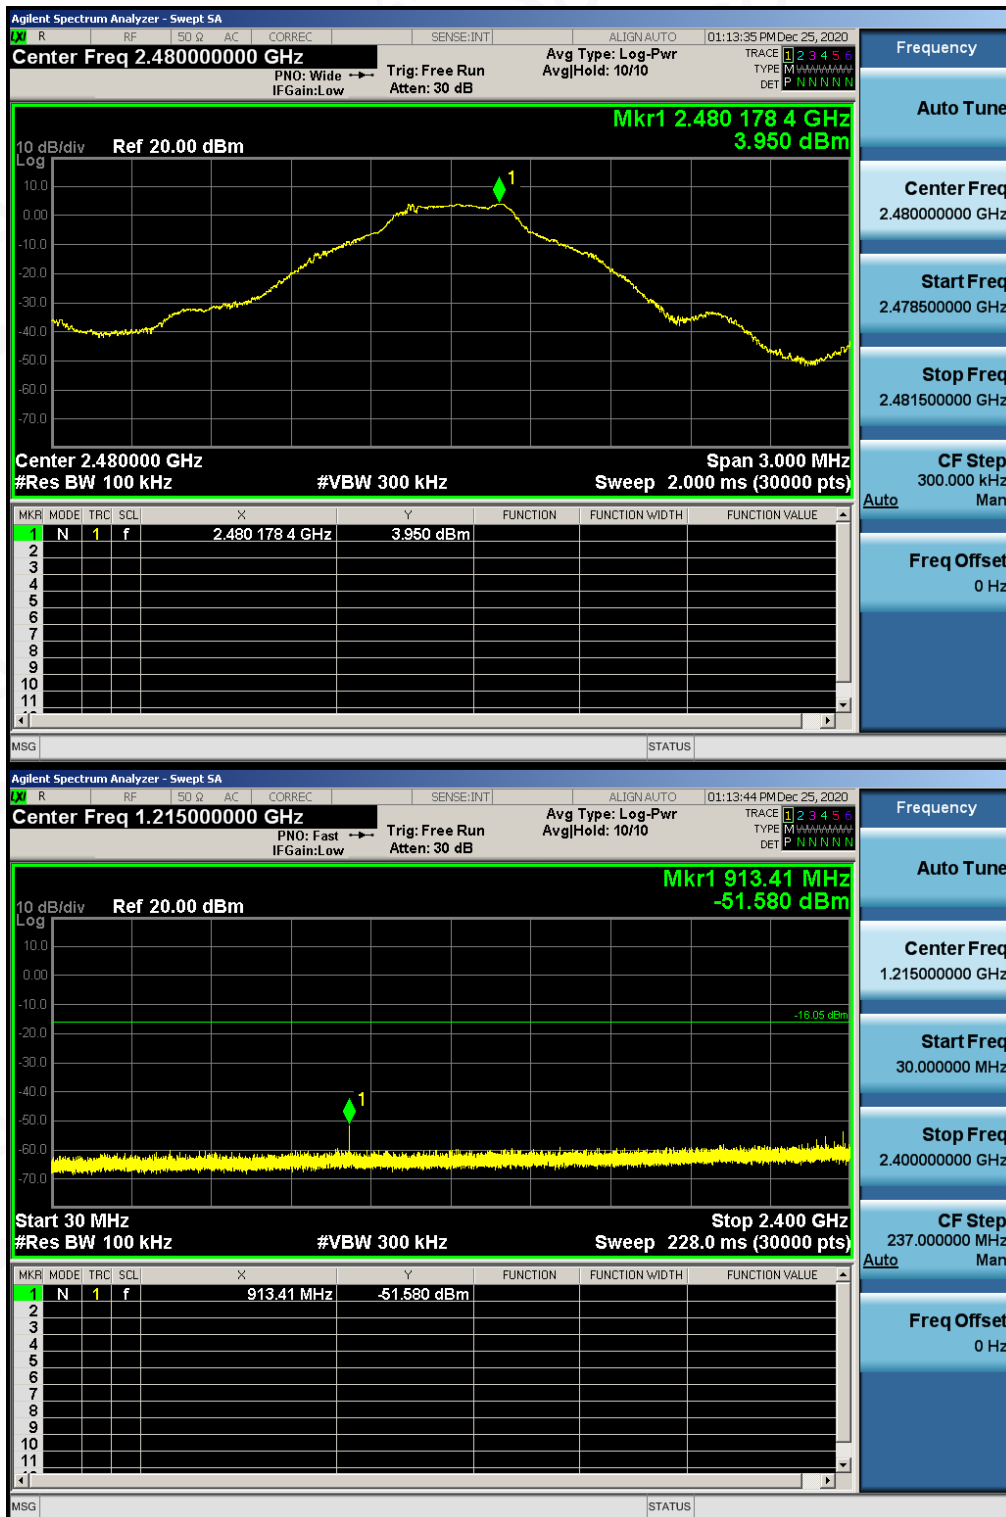 Agilent Spectrum Analyzer - Swept SA
LXI R RF 50 Ω AC CORREC SENSE:INT ALIGN AUTO 01:13:35 PM Dec 25, 2020
Center Freq 2.480000000 GHz
PNO: Wide
IFGain:Low
Trig: Free Run
Atten: 30 dB
Avg Type: Log-Pwr
Avg|Hold: 10/10
TRACE 1 2 3 4 5 6
TYPE M
DET P N N N N N
Mkr1 2.480 178 4 GHz
3.950 dBm
10 dB/div Ref 20.00 dBm
Log
10.0
0.00
-10.0
-20.0
-30.0
-40.0
-50.0
-60.0
-70.0
1
Center 2.480000 GHz Span 3.000 MHz
#Res BW 100 kHz #VBW 300 kHz Sweep 2.000 ms (30000 pts)
MKR MODE TRC SCL X Y FUNCTION FUNCTION WIDTH FUNCTION VALUE
1 N 1 f 2.480 178 4 GHz 3.950 dBm
2
3
4
5
6
7
8
9
10
11
MSG STATUS
Frequency
Auto Tune
Center Freq
2.480000000 GHz
Start Freq
2.478500000 GHz
Stop Freq
2.481500000 GHz
CF Step
300.000 kHz
Auto Man
Freq Offset
0 Hz
Agilent Spectrum Analyzer - Swept SA
LXI R RF 50 Ω AC CORREC SENSE:INT ALIGN AUTO 01:13:44 PM Dec 25, 2020
Center Freq 1.215000000 GHz
PNO: Fast
IFGain:Low
Trig: Free Run
Atten: 30 dB
Avg Type: Log-Pwr
Avg|Hold: 10/10
TRACE 1 2 3 4 5 6
TYPE M
DET P N N N N N
Mkr1 913.41 MHz
-51.580 dBm
10 dB/div Ref 20.00 dBm
Log
10.0
0.00
-10.0
-20.0
-30.0
-40.0
-50.0
-60.0
-70.0
-16.05 dBm
1
Start 30 MHz Stop 2.400 GHz
#Res BW 100 kHz #VBW 300 kHz Sweep 228.0 ms (30000 pts)
MKR MODE TRC SCL X Y FUNCTION FUNCTION WIDTH FUNCTION VALUE
1 N 1 f 913.41 MHz -51.580 dBm
2
3
4
5
6
7
8
9
10
11
MSG STATUS
Frequency
Auto Tune
Center Freq
1.215000000 GHz
Start Freq
30.000000 MHz
Stop Freq
2.400000000 GHz
CF Step
237.000000 MHz
Auto Man
Freq Offset
0 Hz